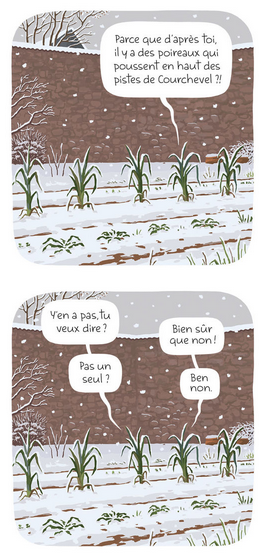 Parce que d'après toi,
il y a des poireaux qui
poussent en haut des
pistes de Courchevel ?!
Y'en a pas, tu
veux dire ?
Bien sûr
que non !
Pas un
seul ?
Ben
non.